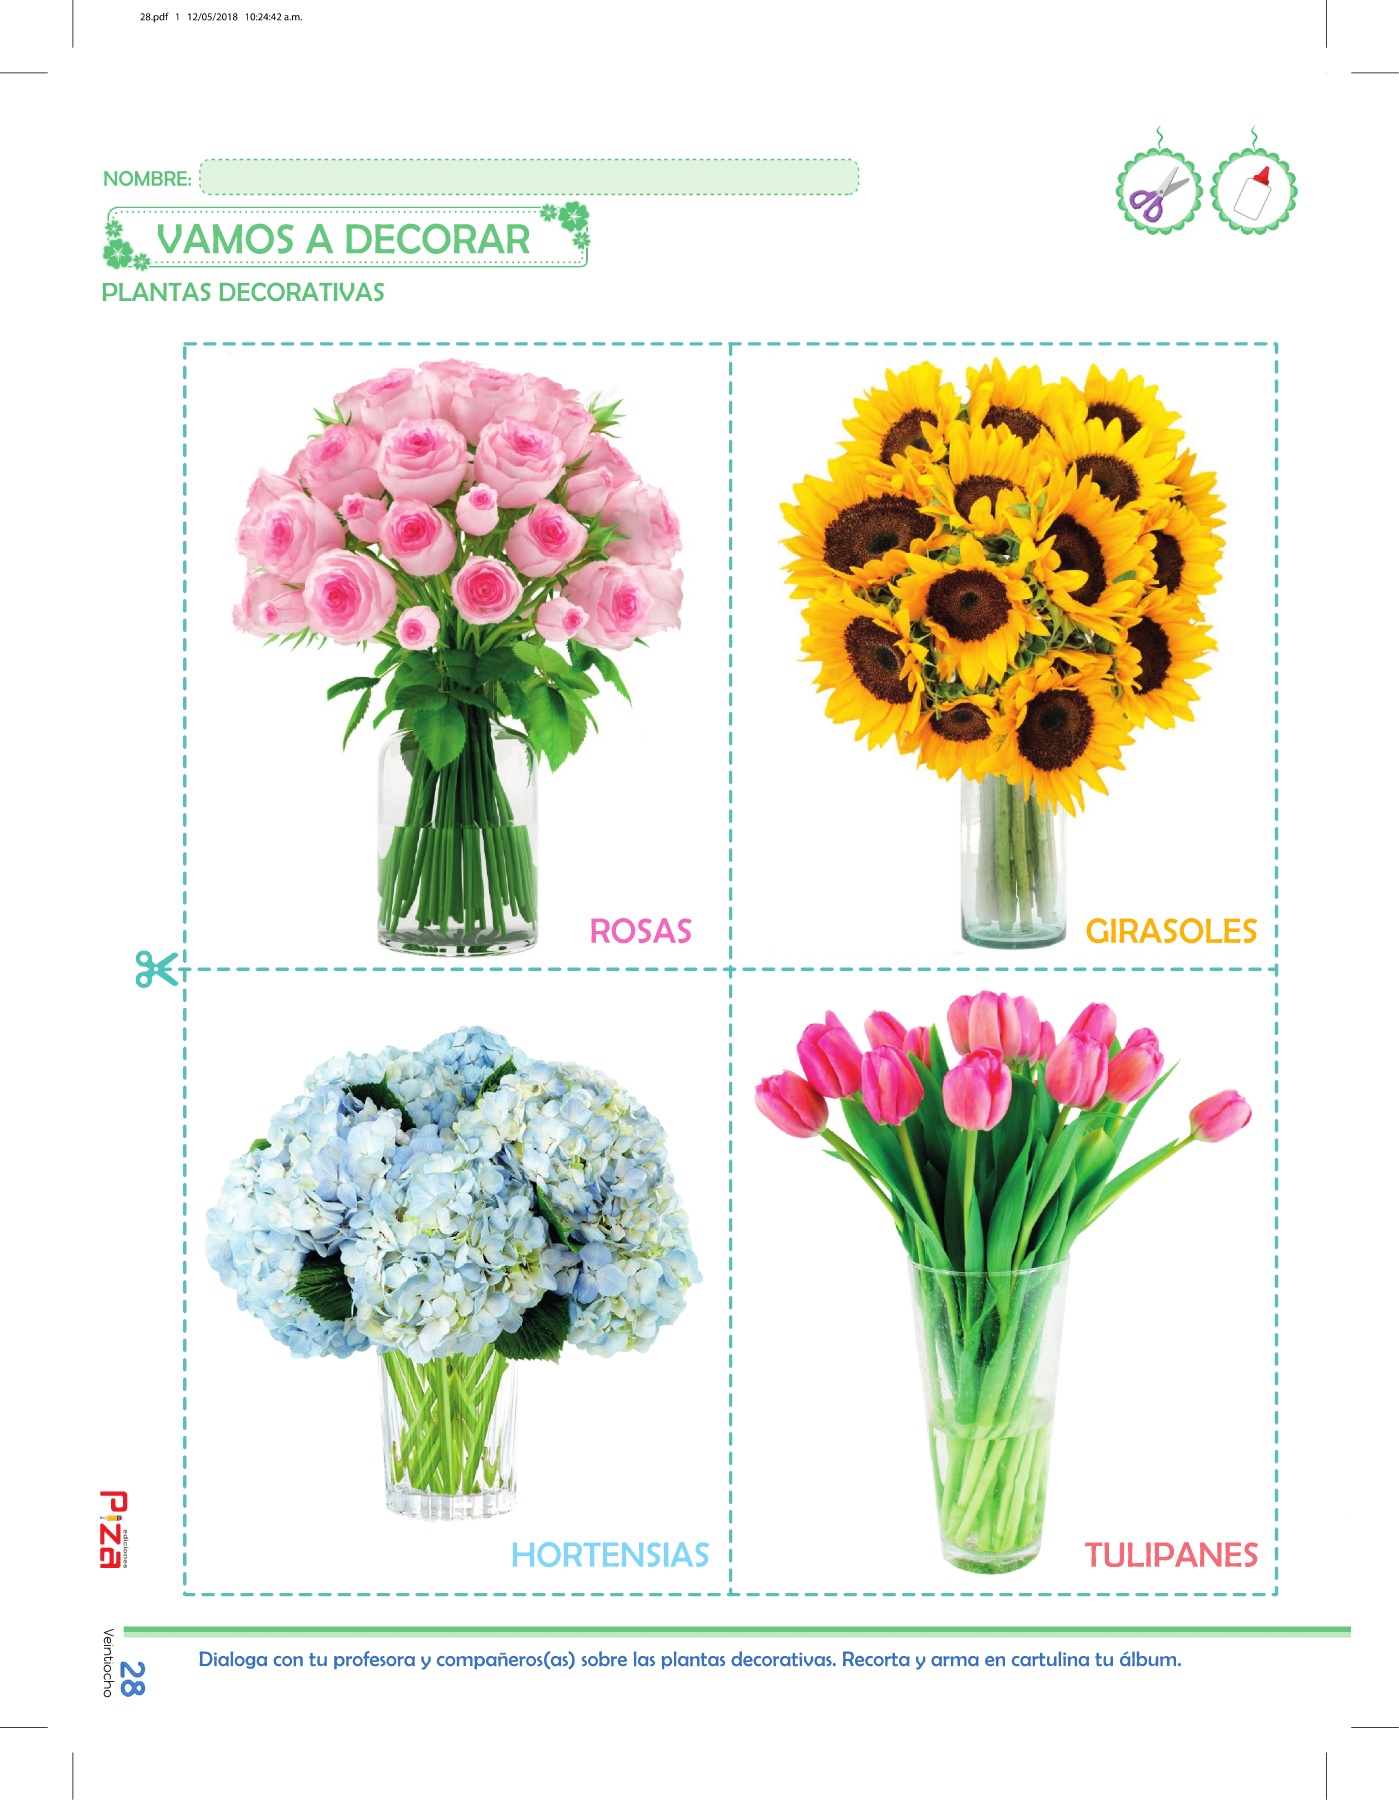 28.pdf 1 12/05/2018 10:24:42 a.m.
NOMBRE:
VAMOS A DECORAR
PLANTAS DECORATIVAS
ROSAS
GIRASOLES
HORTENSIAS
TULIPANES
Piza
ediciones
Veintiocho
28
Dialoga con tu profesora y compañeros(as) sobre las plantas decorativas. Recorta y arma en cartulina tu álbum.